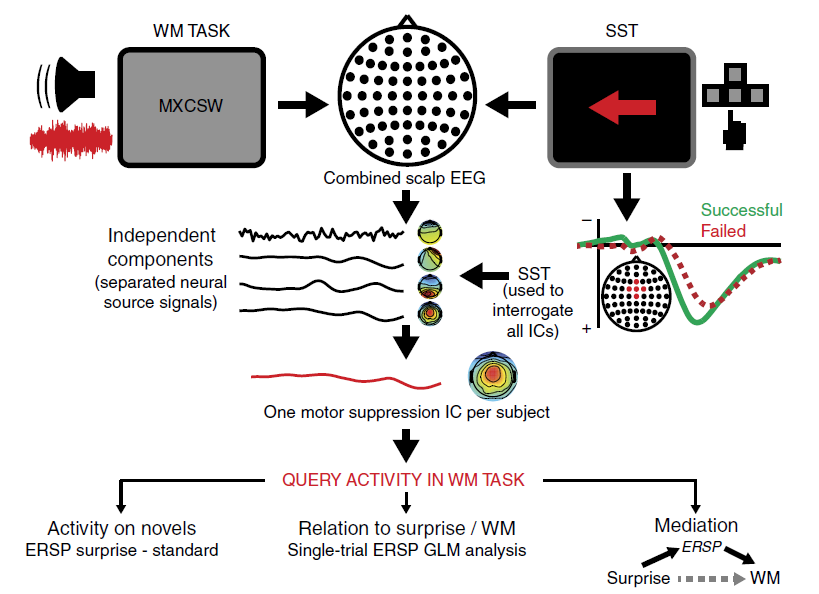 WM TASK
SST
MXCSW
Combined scalp EEG
Successful
Failed
−
+
Independent
components
(separated neural
source signals)
SST
(used to
interrogate
all ICs)
One motor suppression IC per subject
QUERY ACTIVITY IN WM TASK
Activity on novels
ERSP surprise - standard
Relation to surprise / WM
Single-trial ERSP GLM analysis
Mediation
ERSP
Surprise
WM